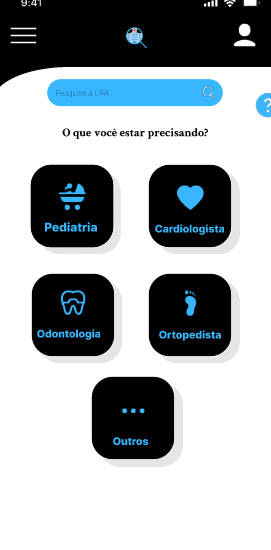 9:41
Pesquise a UPA
?
O que você estar precisando?
Pediatria
Cardiologista
Odontologia
Ortopedista
Outros